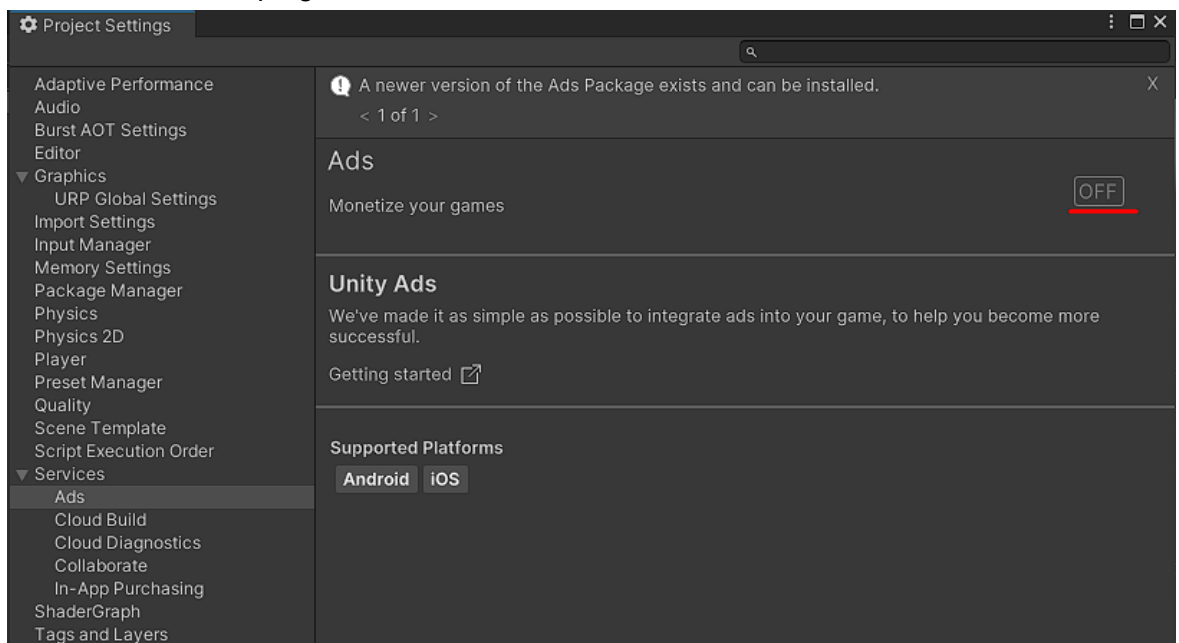 Project Settings
Adaptive Performance
Audio
Burst AOT Settings
Editor
Graphics
URP Global Settings
Import Settings
Input Manager
Memory Settings
Package Manager
Physics
Physics 2D
Player
Preset Manager
Quality
Scene Template
Script Execution Order
Services
Ads
Cloud Build
Cloud Diagnostics
Collaborate
In-App Purchasing
ShaderGraph
Tags and Layers
A newer version of the Ads Package exists and can be installed.
X
< 1 of 1 >
Ads
OFF
Monetize your games
Unity Ads
We've made it as simple as possible to integrate ads into your game, to help you become more
successful.
Getting started
Supported Platforms
Android iOS